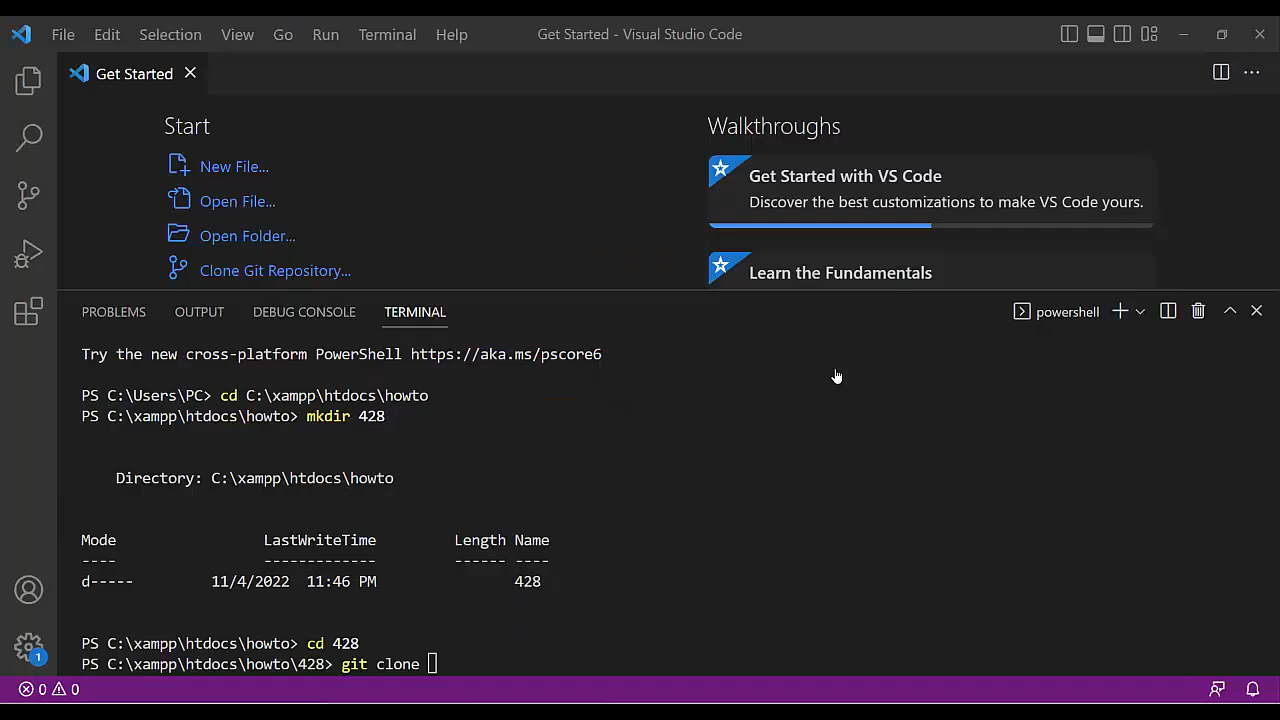 File Edit Selection View Go Run Terminal Help Get Started - Visual Studio Code
Get Started
Start
New File...
Open File...
Open Folder...
Clone Git Repository...
Walkthroughs
Get Started with VS Code
Discover the best customizations to make VS Code yours.
Learn the Fundamentals
PROBLEMS OUTPUT DEBUG CONSOLE TERMINAL powershell
Try the new cross-platform PowerShell https://aka.ms/pscore6
PS C:\Users\PC> cd C:\xampp\htdocs\howto
PS C:\xampp\htdocs\howto> mkdir 428
Directory: C:\xampp\htdocs\howto
Mode LastWriteTime Length Name
---- ------------- ------ ----
d----- 11/4/2022 11:46 PM 428
PS C:\xampp\htdocs\howto> cd 428
PS C:\xampp\htdocs\howto\428> git clone
1
0 0